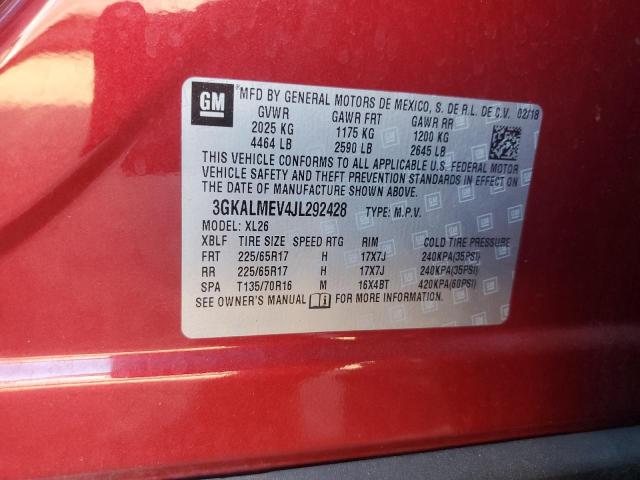 GM
MFD BY GENERAL MOTORS DE MEXICO, S. DE R.L. DE C.V. 02/18
GVWR GAWR FRT GAWR RR
2025 KG 1175 KG 1200 KG
4464 LB 2590 LB 2645 LB
THIS VEHICLE CONFORMS TO ALL APPLICABLE U.S. FEDERAL MOTOR
VEHICLE SAFETY AND THEFT PREVENTION STANDARDS IN EFFECT ON
THE DATE OF MANUFACTURE SHOWN ABOVE.
3GKALMEV4JL292428 TYPE: M.P.V.
MODEL: XL26
XBLF TIRE SIZE SPEED RTG RIM COLD TIRE PRESSURE
FRT 225/65R17 H 17X7J 240KPA(35PSI)
RR 225/65R17 H 17X7J 240KPA(35PSI)
SPA T135/70R16 M 16X4BT 420KPA(60PSI)
SEE OWNER'S MANUAL FOR MORE INFORMATION.